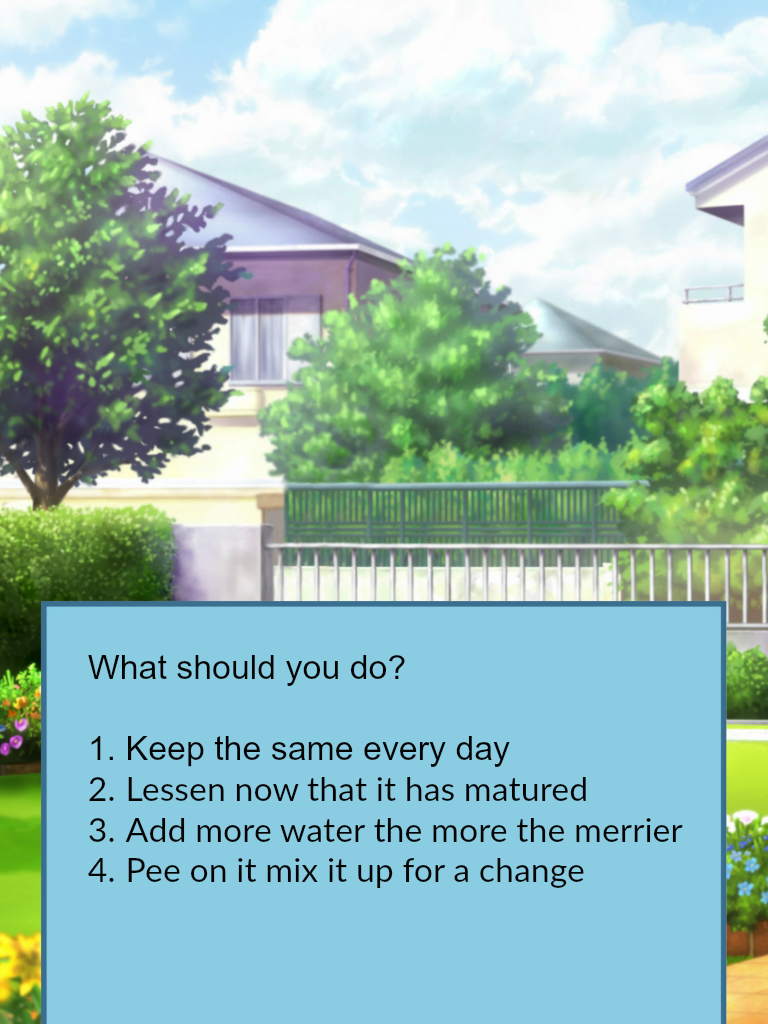 What should you do?
1. Keep the same every day
2. Lessen now that it has matured
3. Add more water the more the merrier
4. Pee on it mix it up for a change